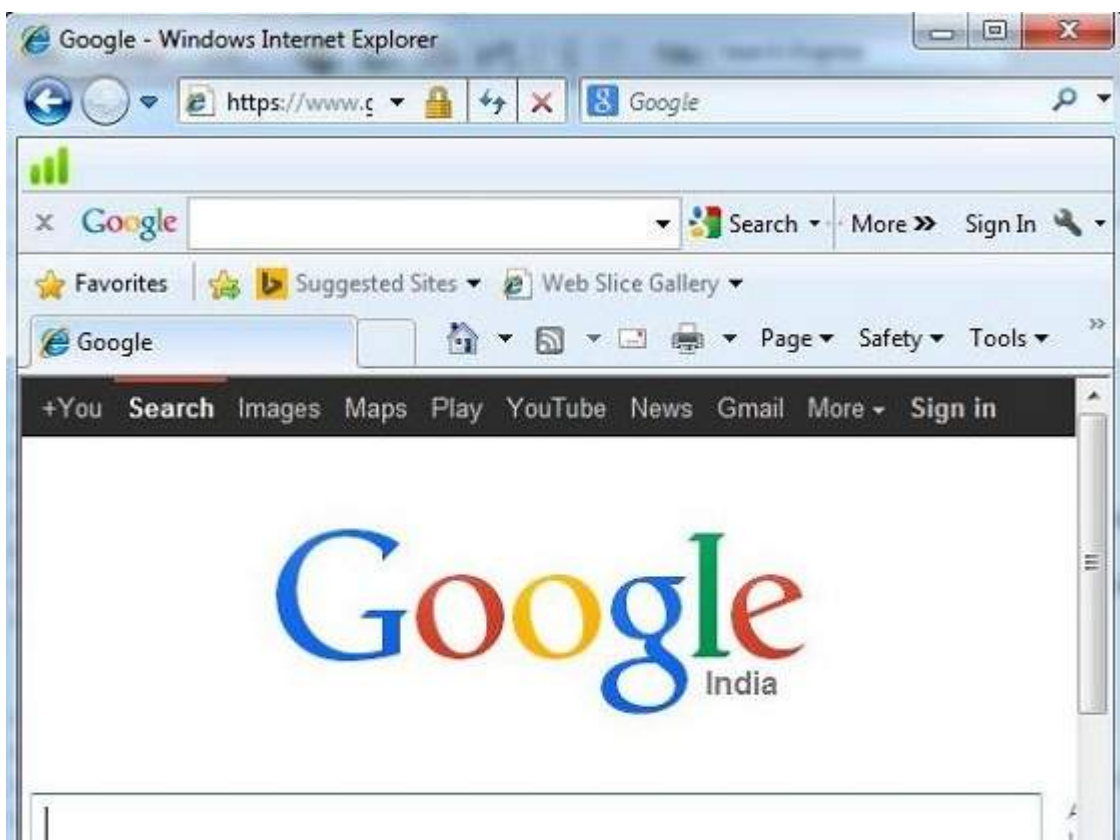 Google - Windows Internet Explorer
https://www.g Google
Google Search More Sign In
Favorites Suggested Sites Web Slice Gallery
Google Page Safety Tools
+You Search Images Maps Play YouTube News Gmail More Sign in
Google
India